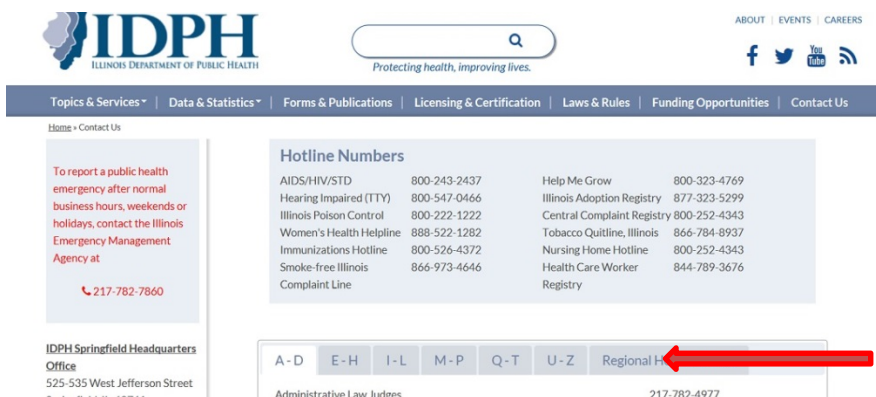 ABOUT | EVENTS | CAREERS
IDPH
ILLINOIS DEPARTMENT OF PUBLIC HEALTH
Protecting health, improving lives.
You Tube
Topics & Services | Data & Statistics | Forms & Publications | Licensing & Certification | Laws & Rules | Funding Opportunities | Contact Us
Home » Contact Us
To report a public health
emergency after normal
business hours, weekends or
holidays, contact the Illinois
Emergency Management
Agency at
217-782-7860
IDPH Springfield Headquarters
Office
525-535 West Jefferson Street
Hotline Numbers
AIDS/HIV/STD 800-243-2437
Hearing Impaired (TTY) 800-547-0466
Illinois Poison Control 800-222-1222
Women's Health Helpline 888-522-1282
Immunizations Hotline 800-526-4372
Smoke-free Illinois 866-973-4646
Complaint Line
Help Me Grow 800-323-4769
Illinois Adoption Registry 877-323-5299
Central Complaint Registry 800-252-4343
Tobacco Quitline, Illinois 866-784-8937
Nursing Home Hotline 800-252-4343
Health Care Worker 844-789-3676
Registry
A - D E - H I - L M - P Q - T U - Z Regional
Administrative Law Judges 217-782-4977